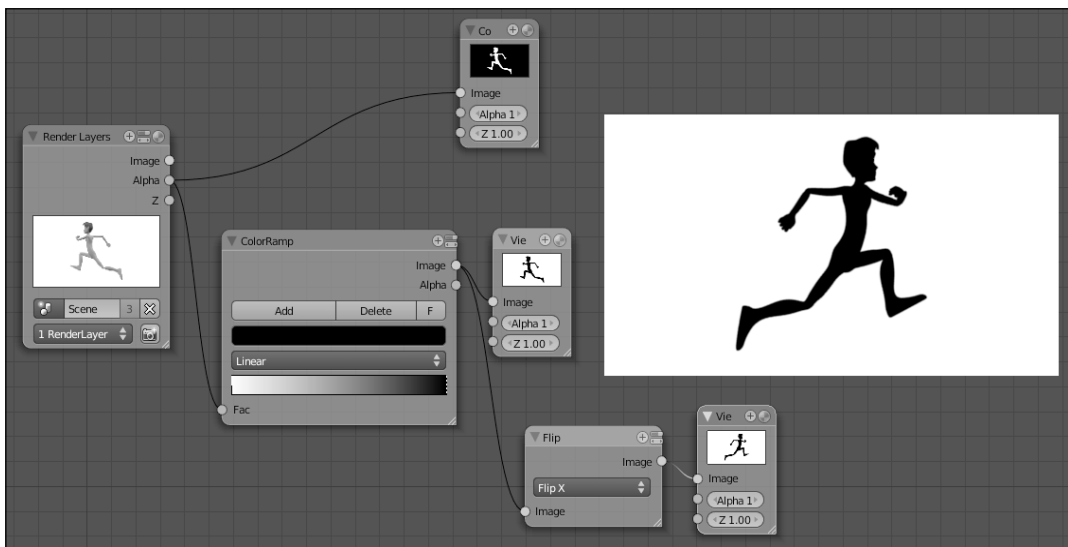 Co
Image
Alpha 1
Z 1.00
Render Layers
Image
Alpha
Z
Scene 3
1 RenderLayer
ColorRamp
Image
Alpha
Add Delete F
Linear
Fac
Vie
Image
Alpha 1
Z 1.00
Flip
Image
Flip X
Image
Vie
Image
Alpha 1
Z 1.00